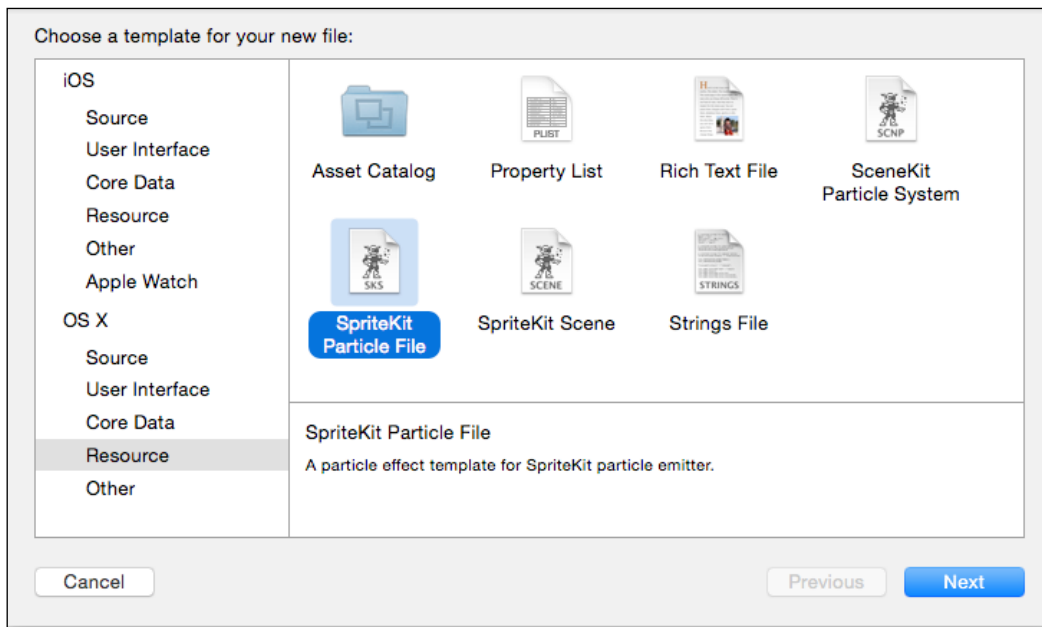 Choose a template for your new file:
iOS
Source
User Interface
Core Data
Resource
Other
Apple Watch
OS X
Source
User Interface
Core Data
Resource
Other
PLIST
H
SCNP
Asset Catalog
Property List
Rich Text File
SceneKit
Particle System
SKS
SCENE
STRINGS
SpriteKit
Particle File
SpriteKit Scene
Strings File
SpriteKit Particle File
A particle effect template for SpriteKit particle emitter.
Cancel
Previous
Next